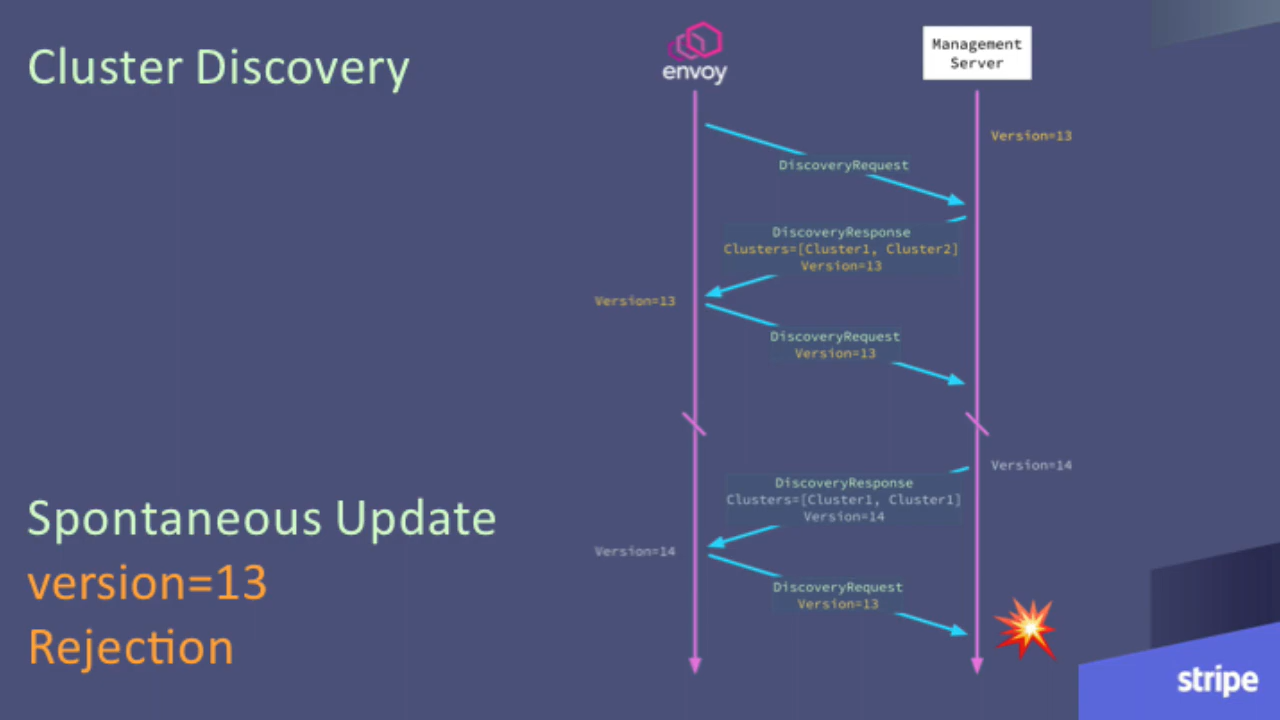 Cluster Discovery
envoy
Management
Server
Version=13
DiscoveryRequest
DiscoveryResponse
Clusters=[Cluster1, Cluster2]
Version=13
Version=13
DiscoveryRequest
Version=13
Version=14
DiscoveryResponse
Clusters=[Cluster1, Cluster1]
Version=14
Version=14
DiscoveryRequest
Version=13
Spontaneous Update
version=13
Rejection
stripe